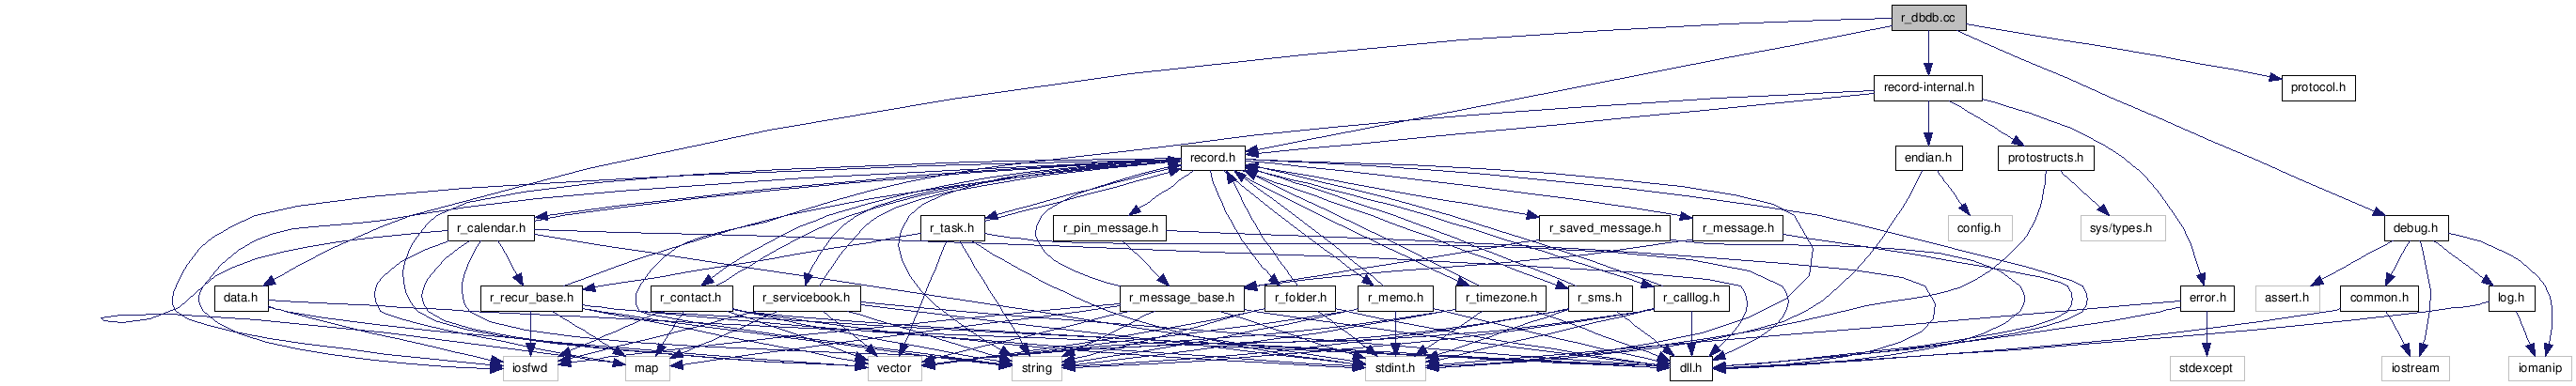 r_dbdb.cc
record-internal.h
protocol.h
record.h
endian.h
protostructs.h
r_calendar.h
r_task.h
r_pin_message.h
r_saved_message.h
r_message.h
config.h
sys/types.h
debug.h
data.h
r_recur_base.h
r_contact.h
r_servicebook.h
r_message_base.h
r_folder.h
r_memo.h
r_timezone.h
r_sms.h
r_calllog.h
error.h
assert.h
common.h
log.h
iosfwd
map
vector
string
stdint.h
dll.h
stdexcept
iostream
iomanip